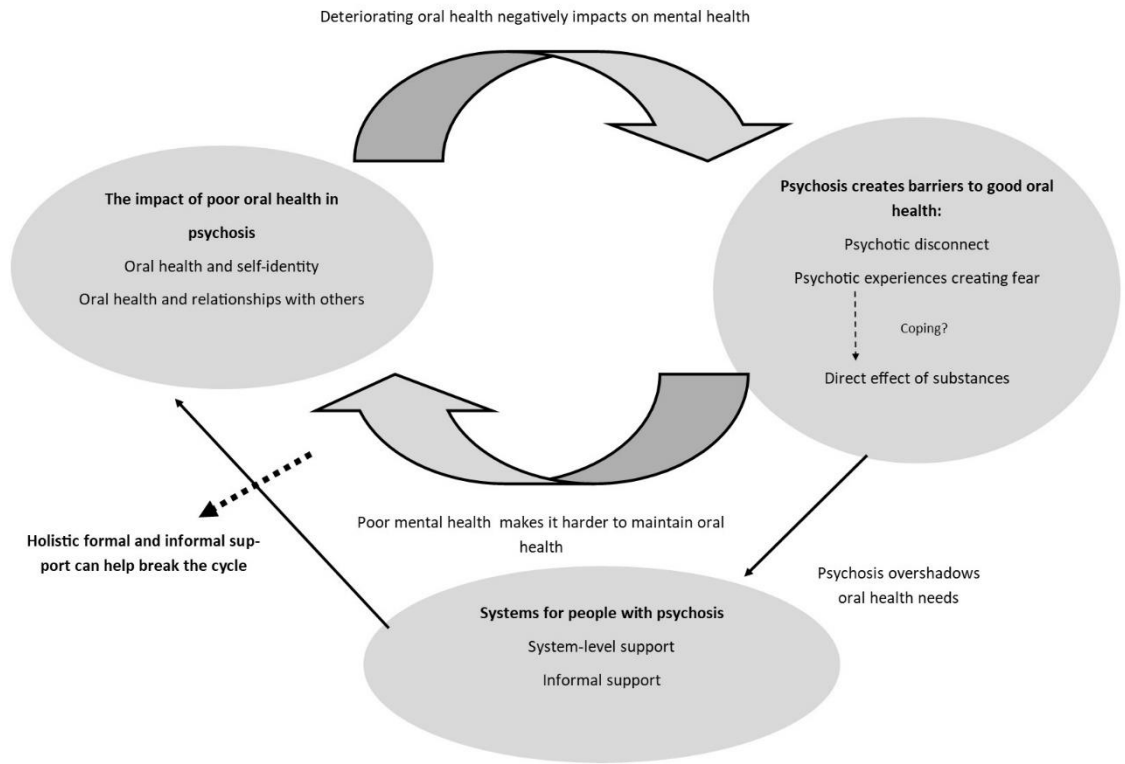 Deteriorating oral health negatively impacts on mental health
The impact of poor oral health in
psychosis
Oral health and self-identity
Oral health and relationships with others
Psychosis creates barriers to good oral
health:
Psychotic disconnect
Psychotic experiences creating fear
Coping?
Direct effect of substances
Poor mental health makes it harder to maintain oral
health
Holistic formal and informal sup-
port can help break the cycle
Psychosis overshadows
oral health needs
Systems for people with psychosis
System-level support
Informal support